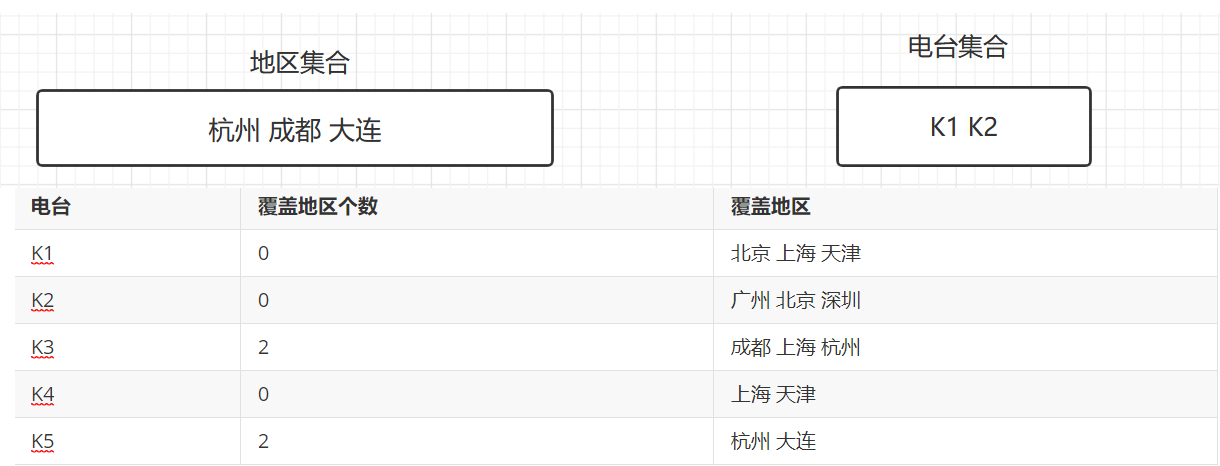 地区集合 电台集合
杭州 成都 大连 K1 K2
电台 覆盖地区个数 覆盖地区
K1 0 北京 上海 天津
K2 0 广州 北京 深圳
K3 2 成都 上海 杭州
K4 0 上海 天津
K5 2 杭州 大连